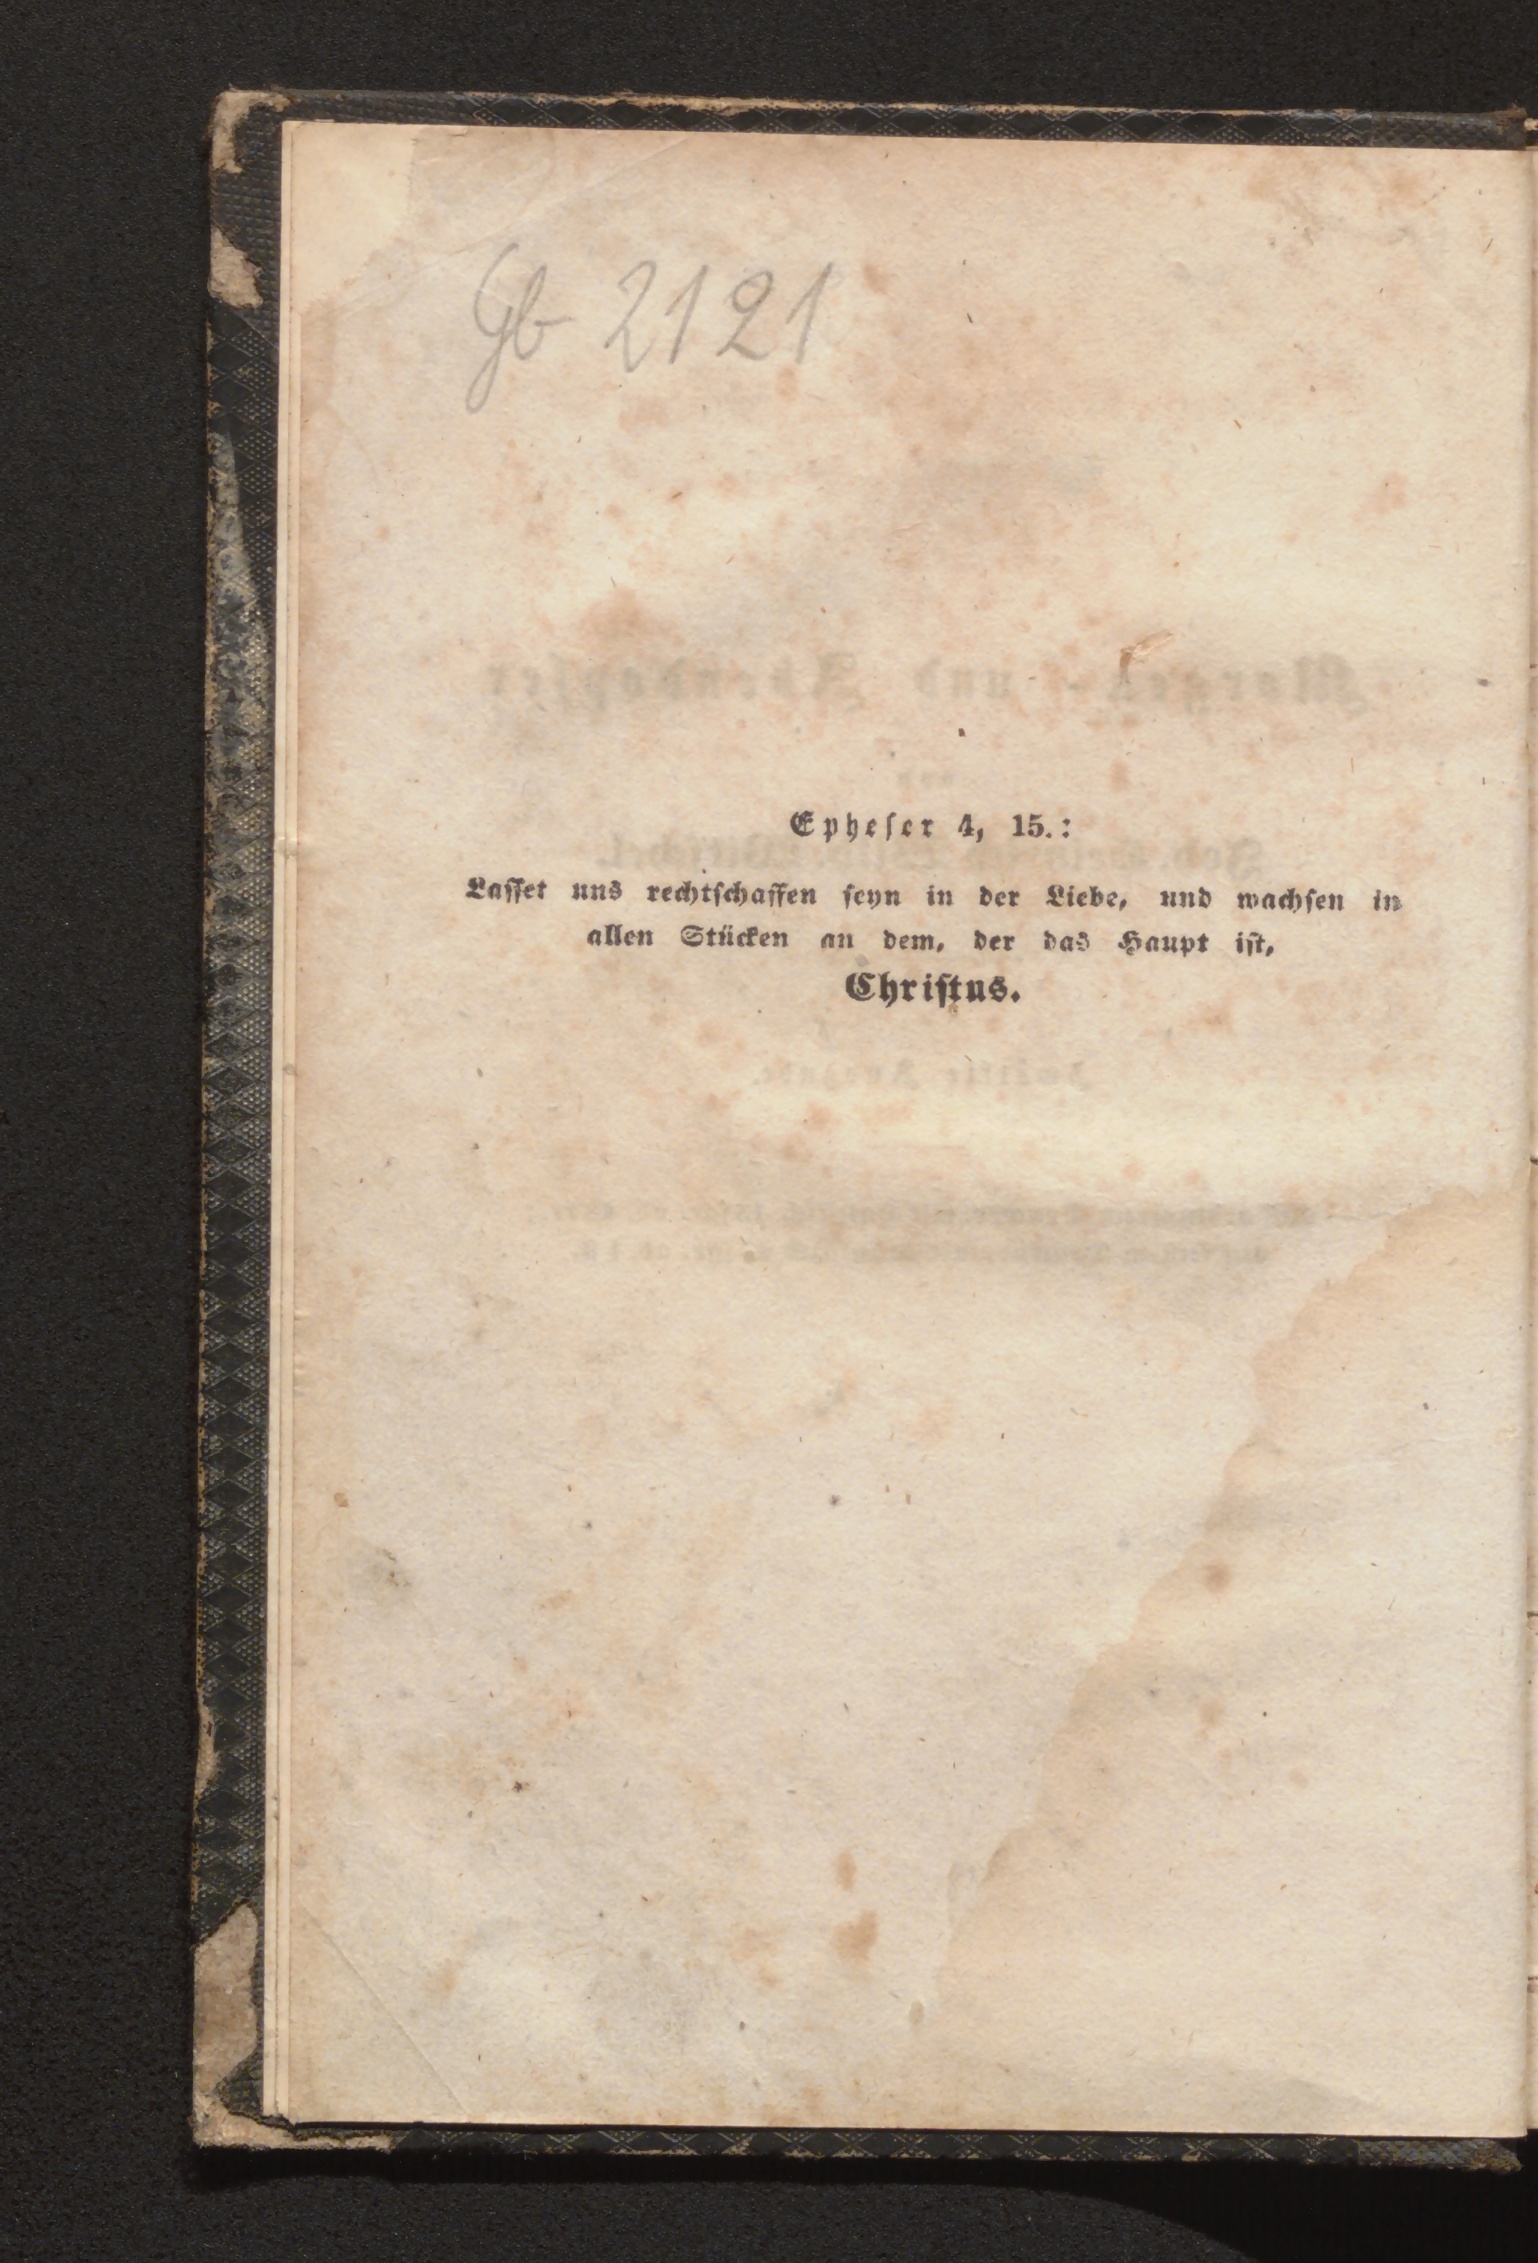 Gb 2121
Epheſer 4, 15.:
Laſſet uns rechtſchaffen ſeyn in der Liebe, und wachſen in
allen Stücken an dem, der das Haupt iſt,
Chriſtus.